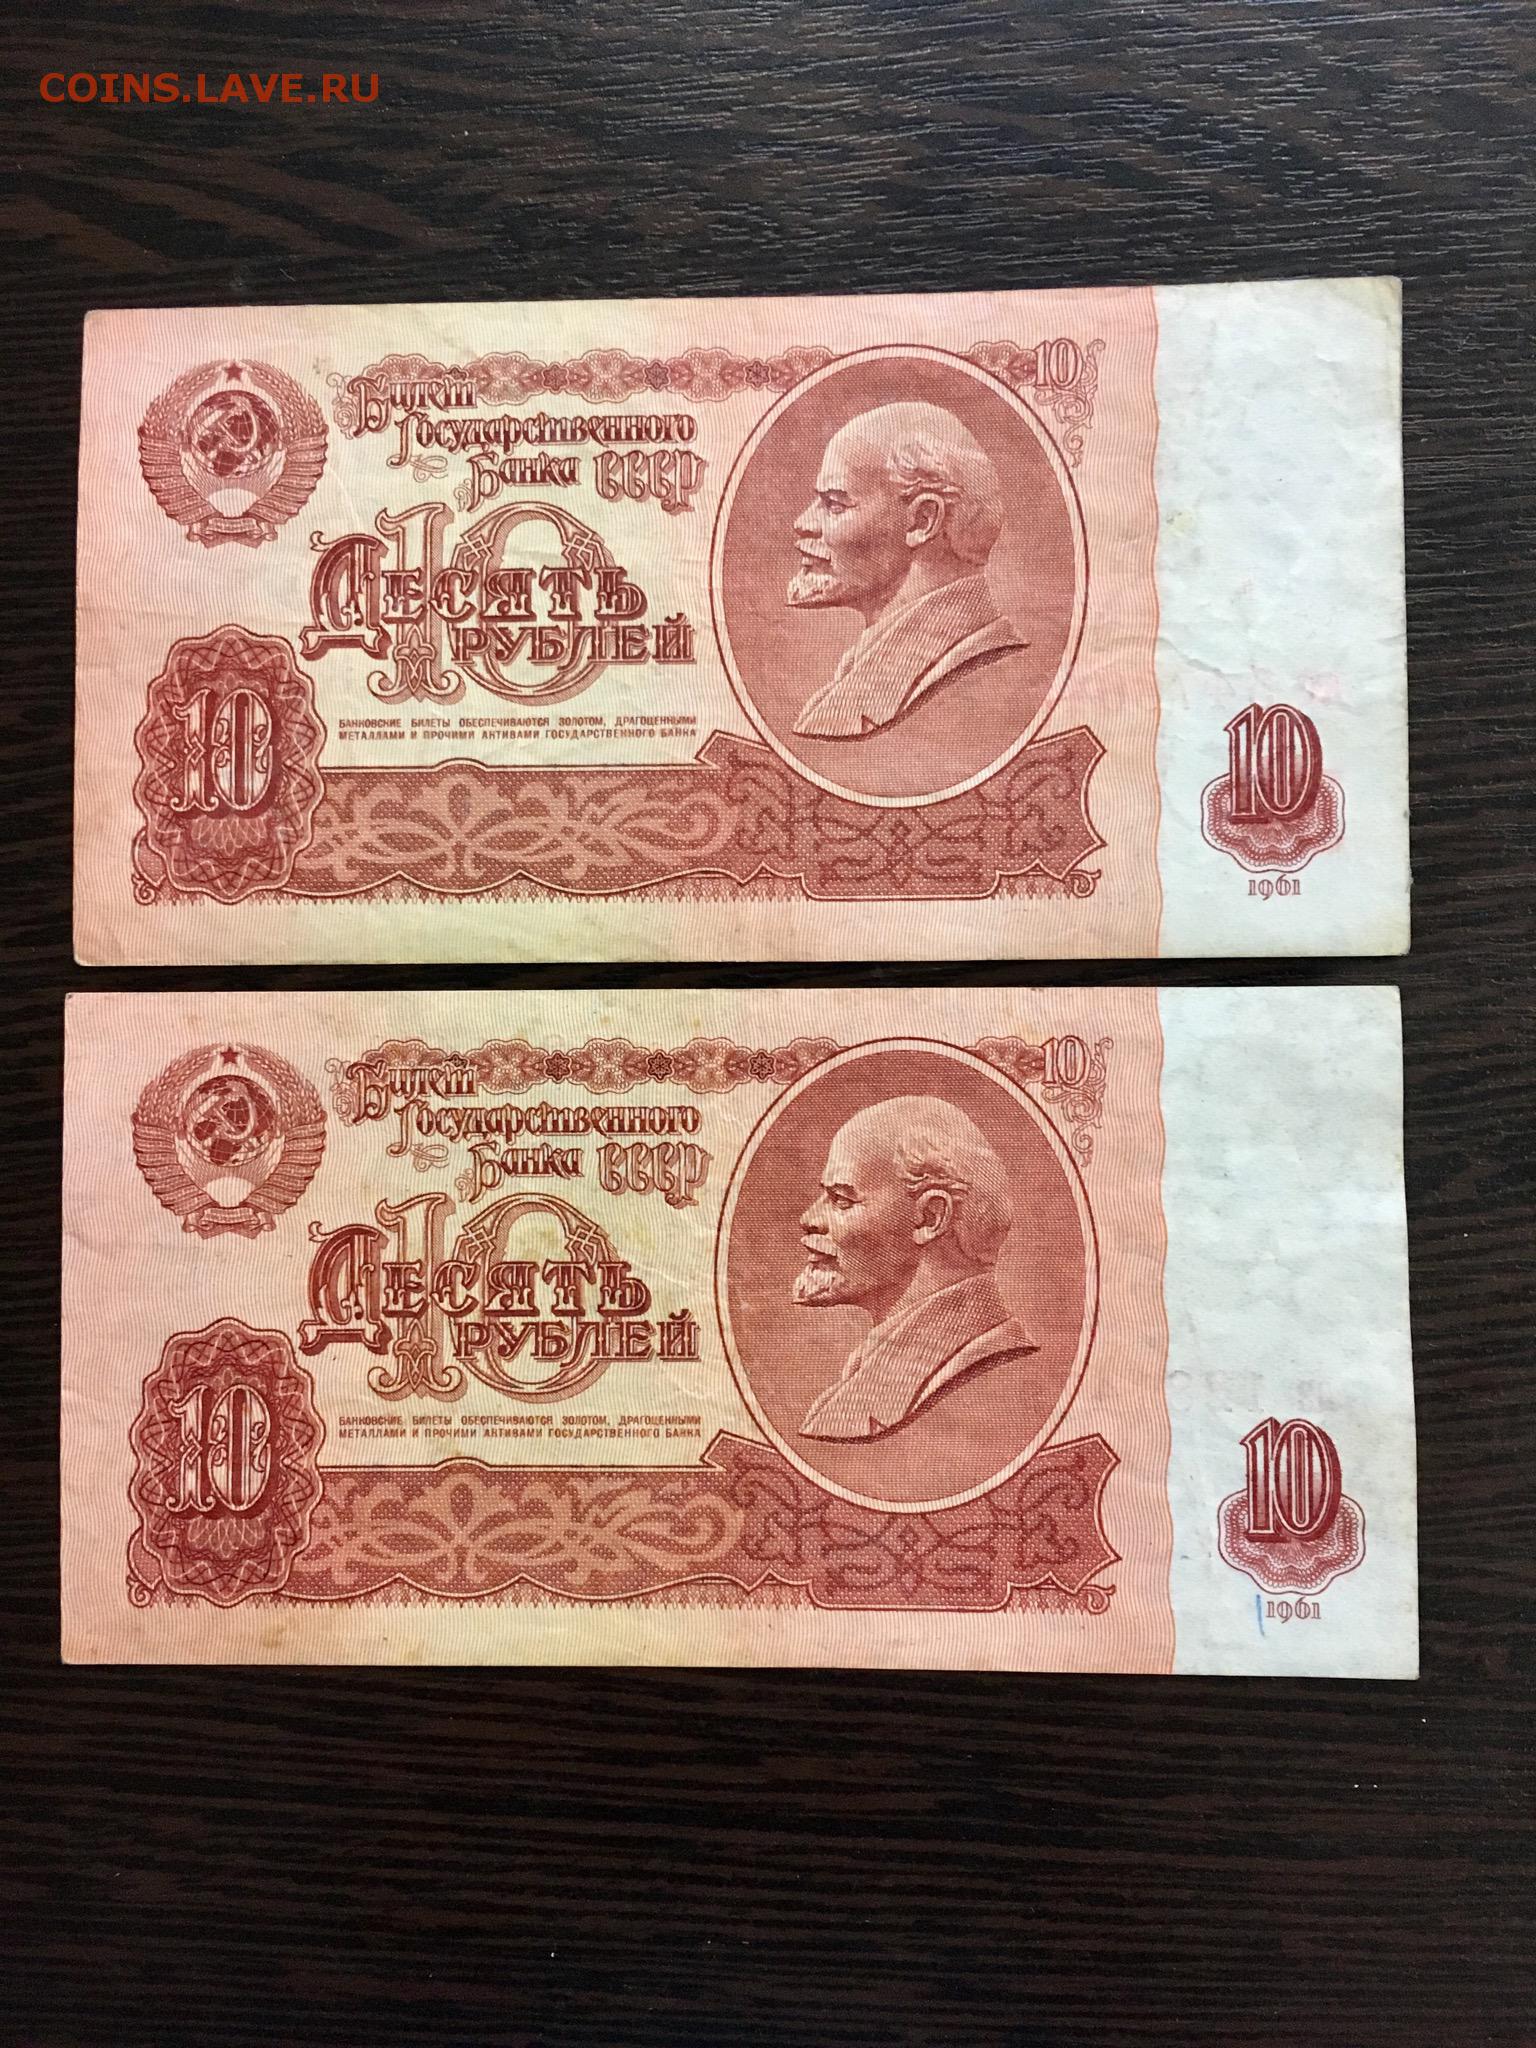 COINS.LAVE.RU
Билет
Государственного
Банка СССР
10
10
Десять
рублей
БАНКОВСКИЕ БИЛЕТЫ ОБЕСПЕЧИВАЮТСЯ ЗОЛОТОМ, ДРАГОЦЕННЫМИ
МЕТАЛЛАМИ И ПРОЧИМИ АКТИВАМИ ГОСУДАРСТВЕННОГО БАНКА
10
10
1961
Билет
Государственного
Банка СССР
10
10
Десять
рублей
БАНКОВСКИЕ БИЛЕТЫ ОБЕСПЕЧИВАЮТСЯ ЗОЛОТОМ, ДРАГОЦЕННЫМИ
МЕТАЛЛАМИ И ПРОЧИМИ АКТИВАМИ ГОСУДАРСТВЕННОГО БАНКА
10
10
1961